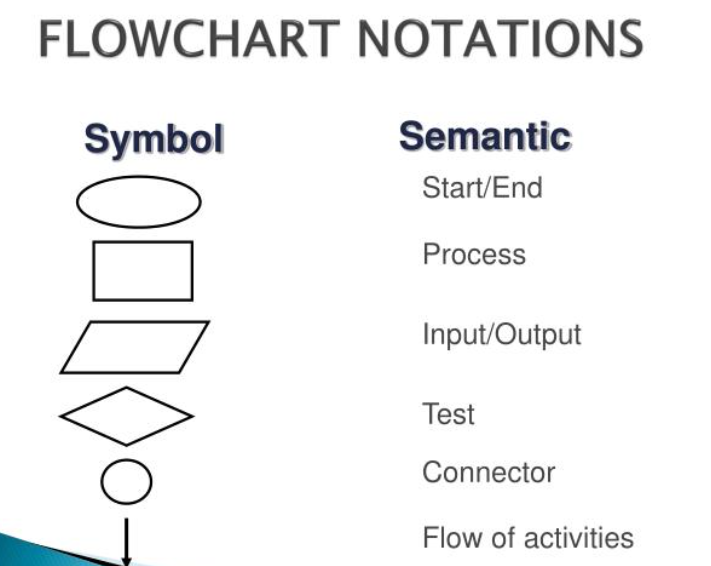 FLOWCHART NOTATIONS
Symbol Semantic
Start/End
Process
Input/Output
Test
Connector
Flow of activities